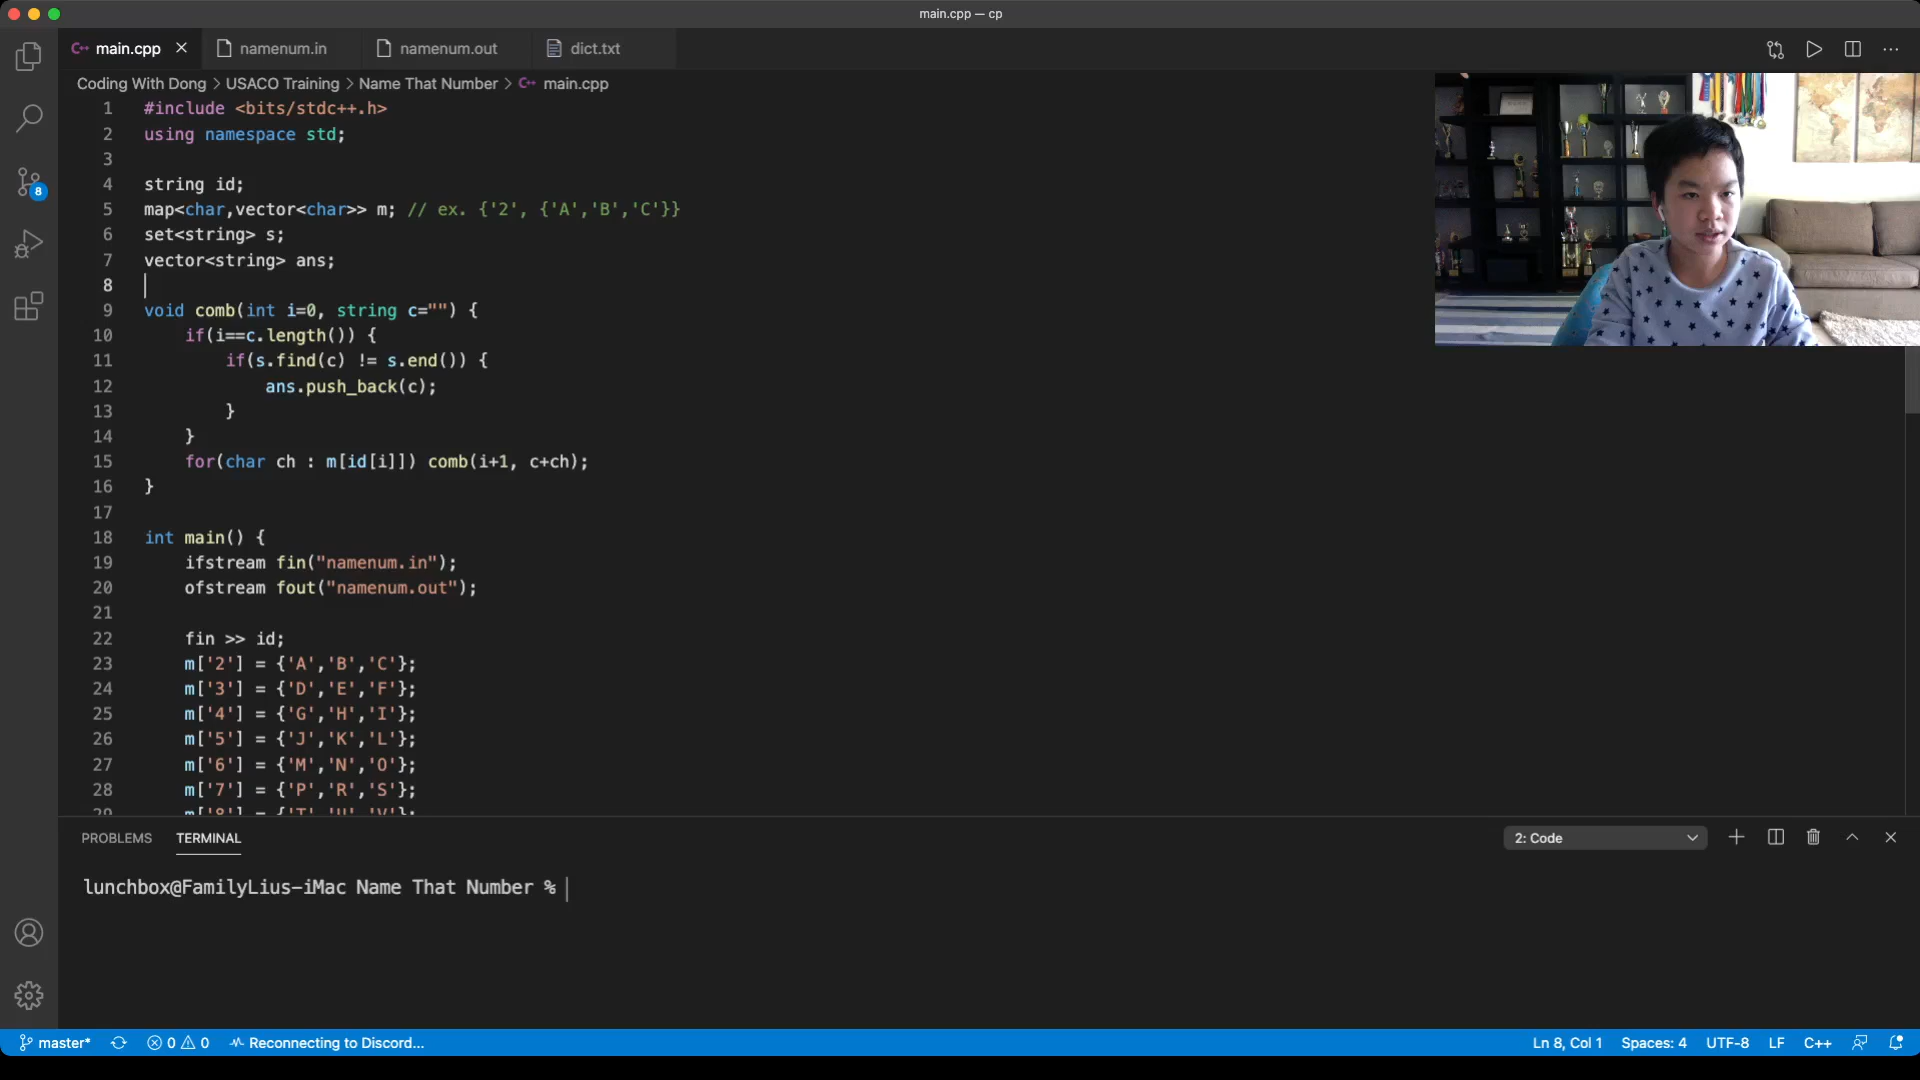 main.cpp — cp
main.cpp namenum.in namenum.out dict.txt
Coding With Dong > USACO Training > Name That Number > main.cpp
1 #include <bits/stdc++.h>
2 using namespace std;
3
4 string id;
5 map<char,vector<char>> m; // ex. {'2', {'A','B','C'}}
6 set<string> s;
7 vector<string> ans;
8
9 void comb(int i=0, string c="") {
10 if(i==c.length()) {
11 if(s.find(c) != s.end()) {
12 ans.push_back(c);
13 }
14 }
15 for(char ch : m[id[i]]) comb(i+1, c+ch);
16 }
17
18 int main() {
19 ifstream fin("namenum.in");
20 ofstream fout("namenum.out");
21
22 fin >> id;
23 m['2'] = {'A','B','C'};
24 m['3'] = {'D','E','F'};
25 m['4'] = {'G','H','I'};
26 m['5'] = {'J','K','L'};
27 m['6'] = {'M','N','O'};
28 m['7'] = {'P','R','S'};
29 m['8'] = {'T','U','V'};
8
PROBLEMS TERMINAL 2: Code
lunchbox@FamilyLius-iMac Name That Number %
master* 0 0 Reconnecting to Discord... Ln 8, Col 1 Spaces: 4 UTF-8 LF C++